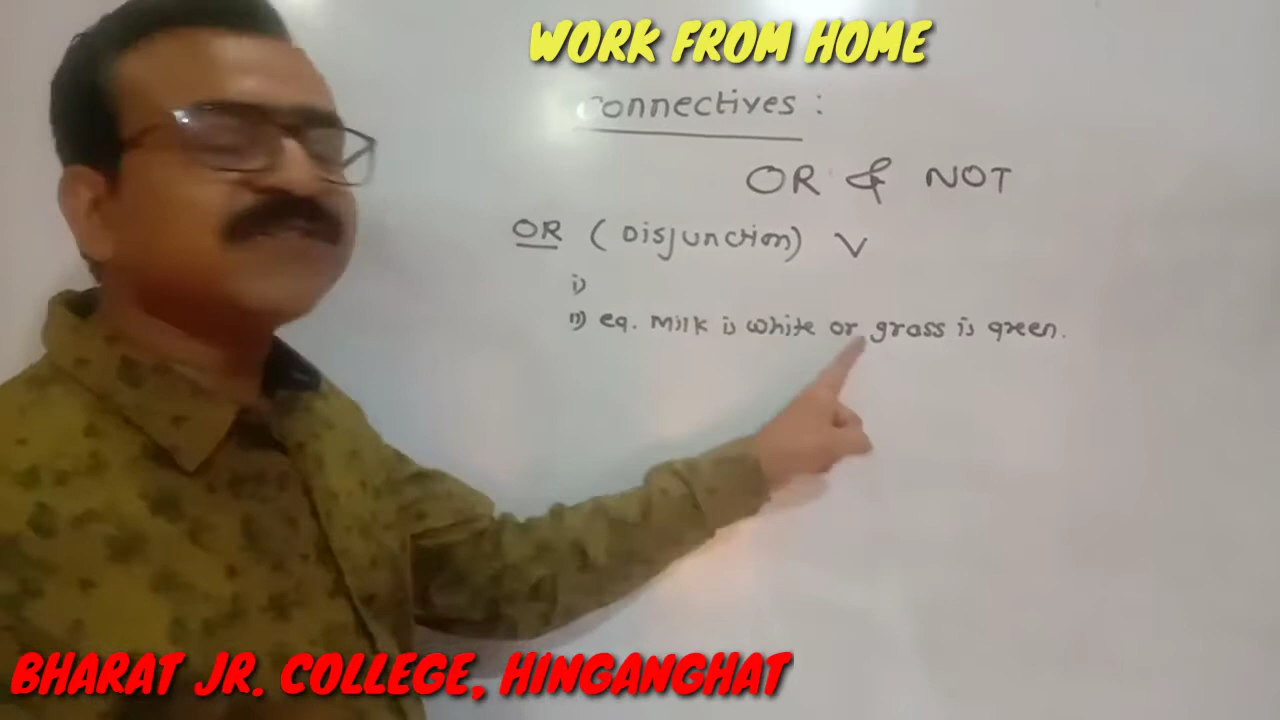 WORK FROM HOME
Connectives :
OR & NOT
OR (Disjunction) ∨
i)
ii) eg. Milk is white or grass is green.
BHARAT JR. COLLEGE, HINGANGHAT